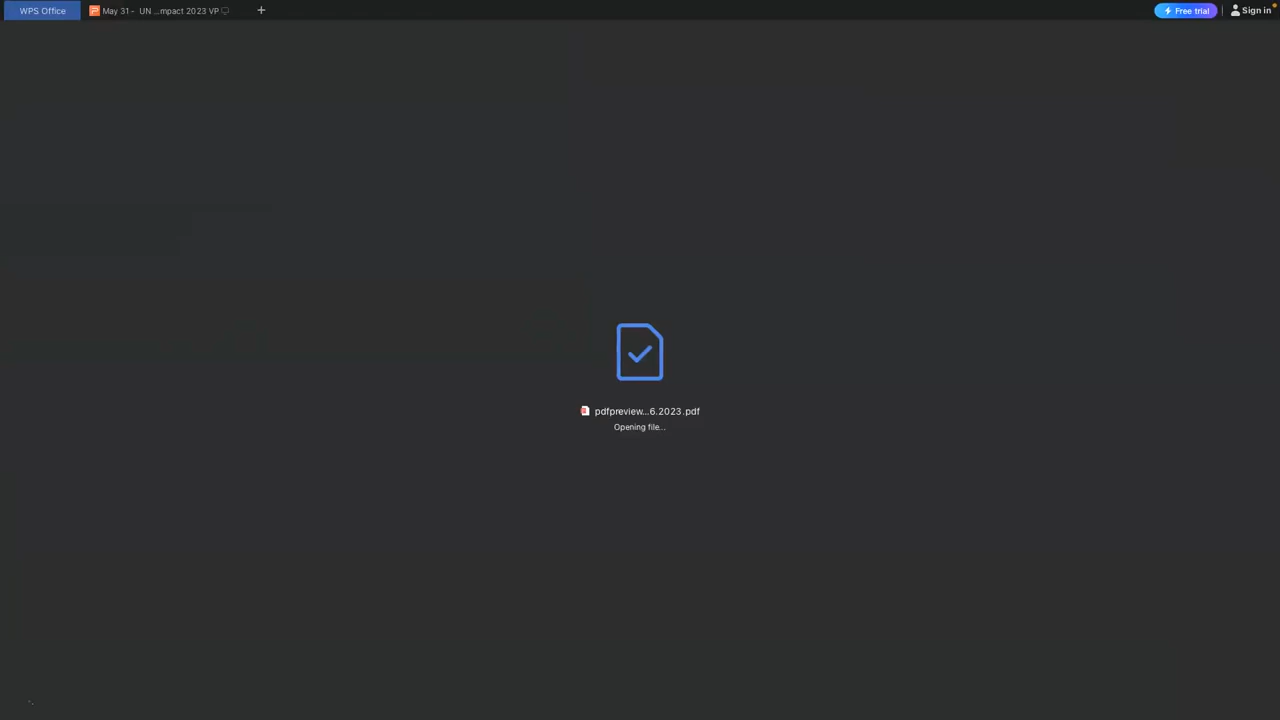 WPS Office
May 31 - UN ...mpact 2023 VP
Free trial
Sign in
pdfpreview...6.2023.pdf
Opening file...